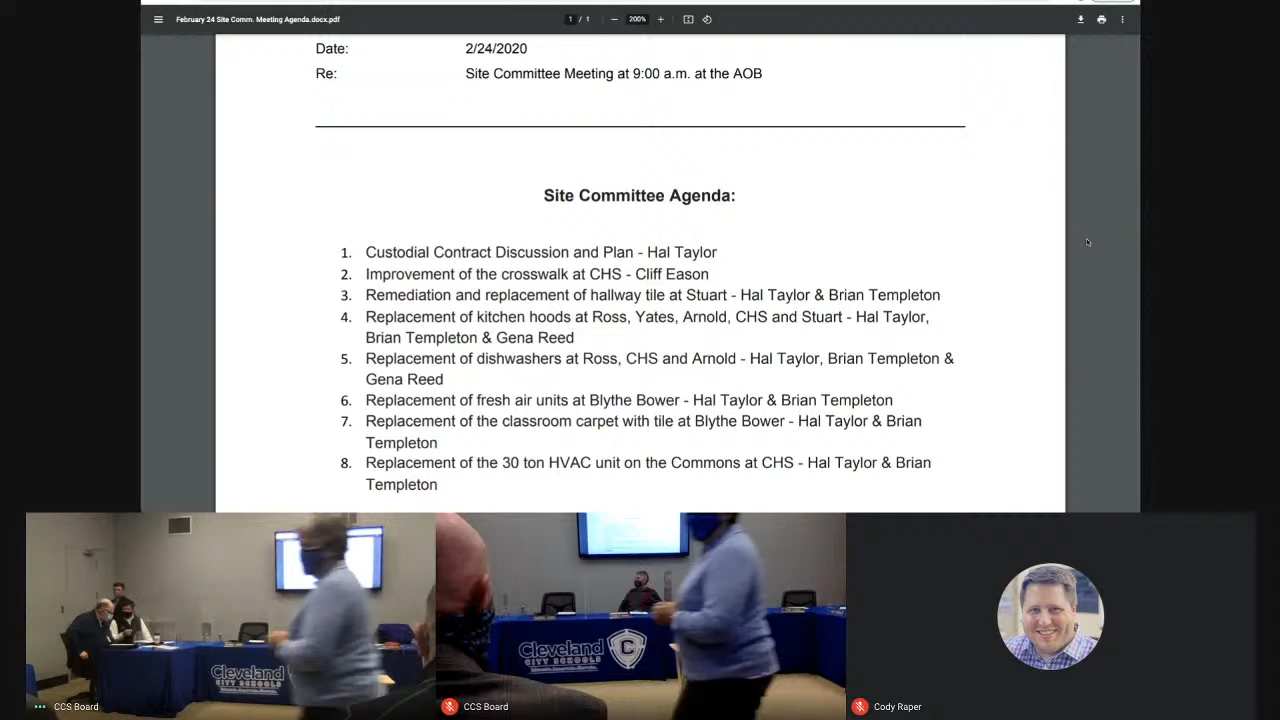 February 24 Site Comm. Meeting Agenda.docx.pdf
1 / 1
200%
Date: 2/24/2020
Re: Site Committee Meeting at 9:00 a.m. at the AOB
Site Committee Agenda:
1. Custodial Contract Discussion and Plan - Hal Taylor
2. Improvement of the crosswalk at CHS - Cliff Eason
3. Remediation and replacement of hallway tile at Stuart - Hal Taylor & Brian Templeton
4. Replacement of kitchen hoods at Ross, Yates, Arnold, CHS and Stuart - Hal Taylor,
Brian Templeton & Gena Reed
5. Replacement of dishwashers at Ross, CHS and Arnold - Hal Taylor, Brian Templeton &
Gena Reed
6. Replacement of fresh air units at Blythe Bower - Hal Taylor & Brian Templeton
7. Replacement of the classroom carpet with tile at Blythe Bower - Hal Taylor & Brian
Templeton
8. Replacement of the 30 ton HVAC unit on the Commons at CHS - Hal Taylor & Brian
Templeton
Cleveland
CITY SCHOOLS
Cleveland
CITY SCHOOLS
C
CCS Board
CCS Board
Cody Raper